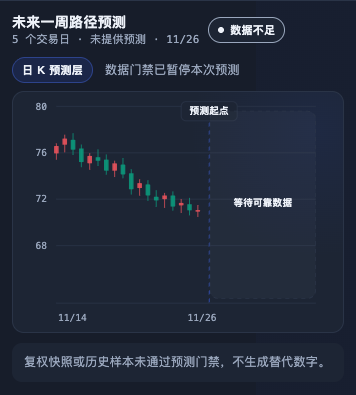 未来一周路径预测
5 个交易日 · 未提供预测 · 11/26
数据不足
日 K 预测层
数据门禁已暂停本次预测
80
预测起点
76
72
等待可靠数据
68
11/14
11/26
复权快照或历史样本未通过预测门禁，不生成替代数字。